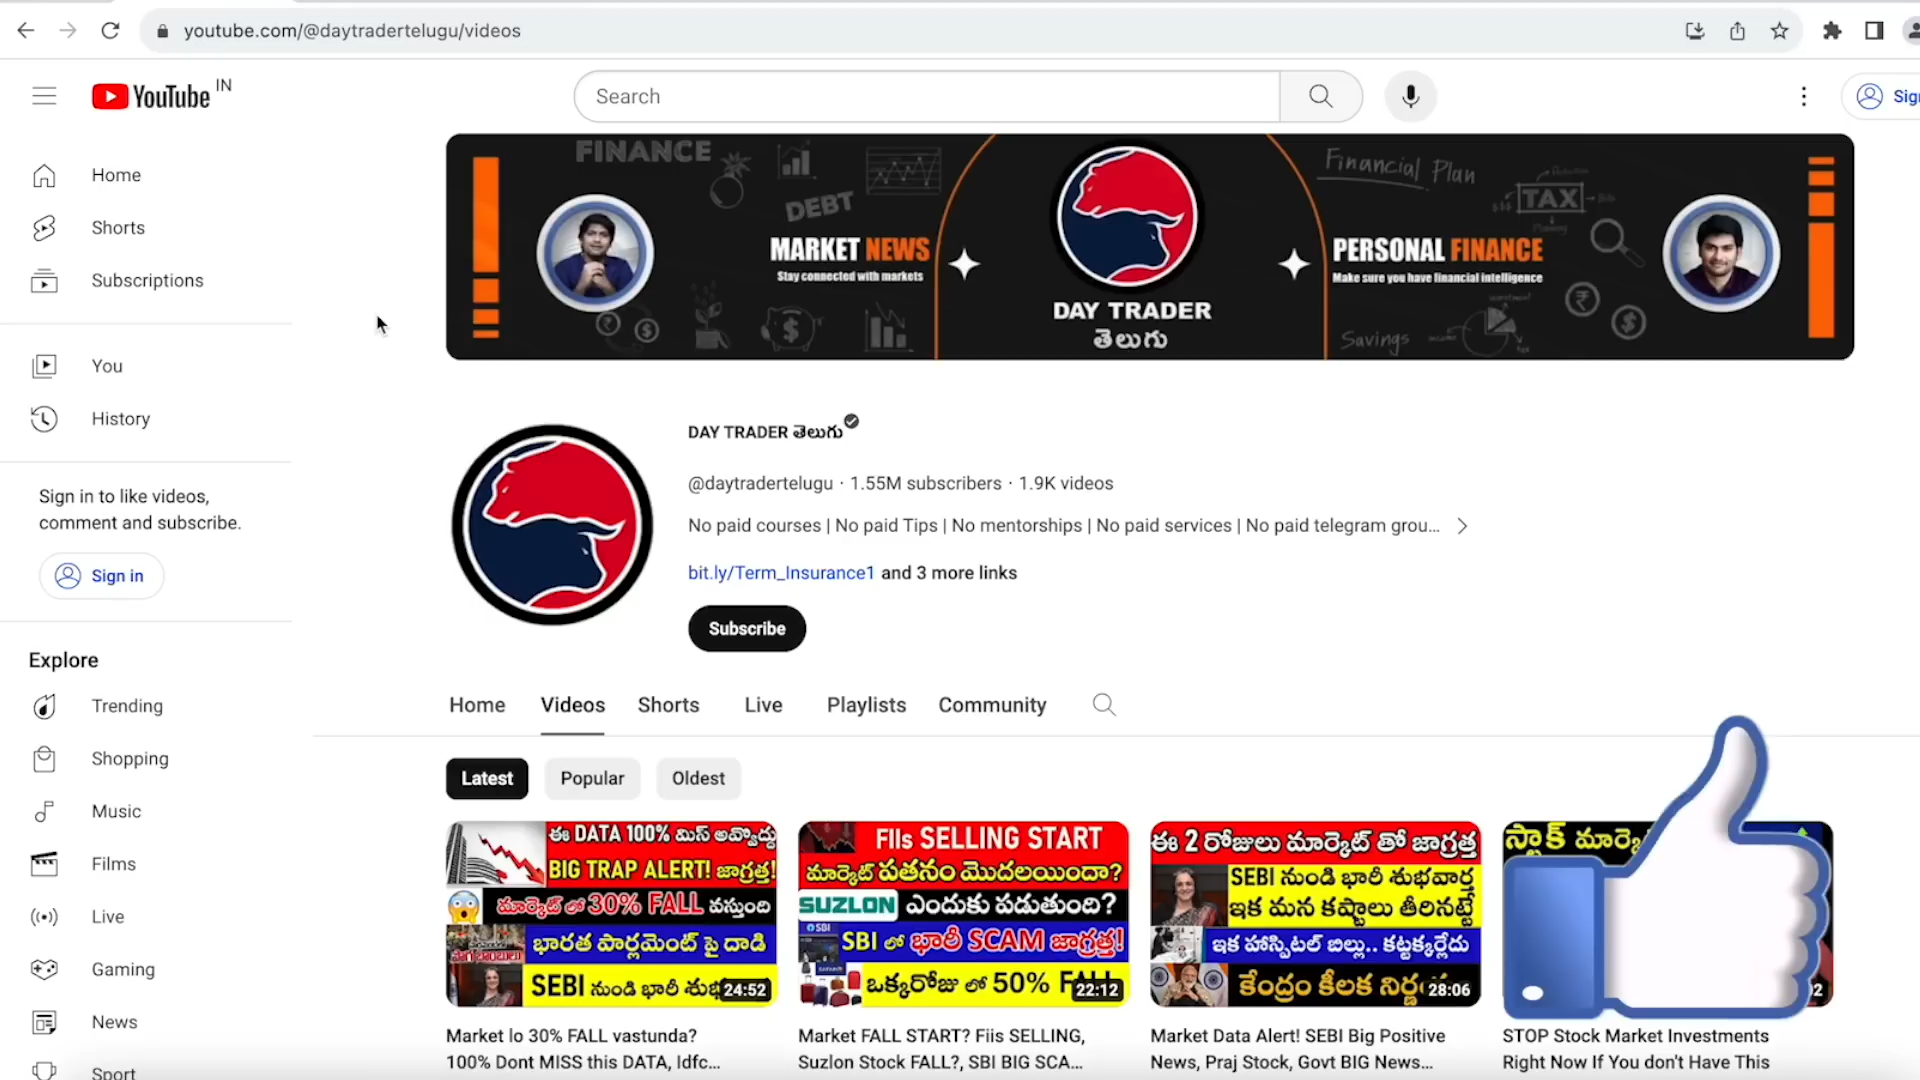 youtube.com/@daytradertelugu/videos
YouTube IN
Search
Sign
Home
Shorts
Subscriptions
You
History
Sign in to like videos,
comment and subscribe.
Sign in
Explore
Trending
Shopping
Music
Films
Live
Gaming
News
Sport
FINANCE
DEBT
MARKET NEWS
Stay connected with markets
DAY TRADER
తెలుగు
Financial Plan
TAX
PERSONAL FINANCE
Make sure you have financial intelligence
Savings
DAY TRADER తెలుగు
@daytradertelugu · 1.55M subscribers · 1.9K videos
No paid courses | No paid Tips | No mentorships | No paid services | No paid telegram grou...
bit.ly/Term_Insurance1 and 3 more links
Subscribe
Home Videos Shorts Live Playlists Community
Latest Popular Oldest
ఈ DATA 100% మిస్ అవ్వొద్దు
BIG TRAP ALERT! జాగ్రత్త!
మార్కెట్ లో 30% FALL వస్తుంది
భారత పార్లమెంట్ పై దాడి
SEBI నుండి భారీ
24:52
Market lo 30% FALL vastunda?
100% Dont MISS this DATA, Idfc...
FIIs SELLING START
మార్కెట్ పతనం మొదలయిందా?
SUZLON ఎందుకు పడుతుంది?
SBI
SBI లో భారీ SCAM జాగ్రత్త!
ఒక్కరోజు లో 50%
22:12
Market FALL START? Fiis SELLING,
Suzlon Stock FALL?, SBI BIG SCA...
ఈ 2 రోజులు మార్కెట్ తో జాగ్రత్త
SEBI నుండి భారీ శుభవార్త
ఇక మన కష్టాలు తీరినట్టే
ఇక హాస్పిటల్ బిల్లు.. కట్టక్కర్లేదు
కేంద్రం కీలక
28:06
Market Data Alert! SEBI Big Positive
News, Praj Stock, Govt BIG News...
స్టాక్
STOP Stock Market Investments
Right Now If You don't Have This